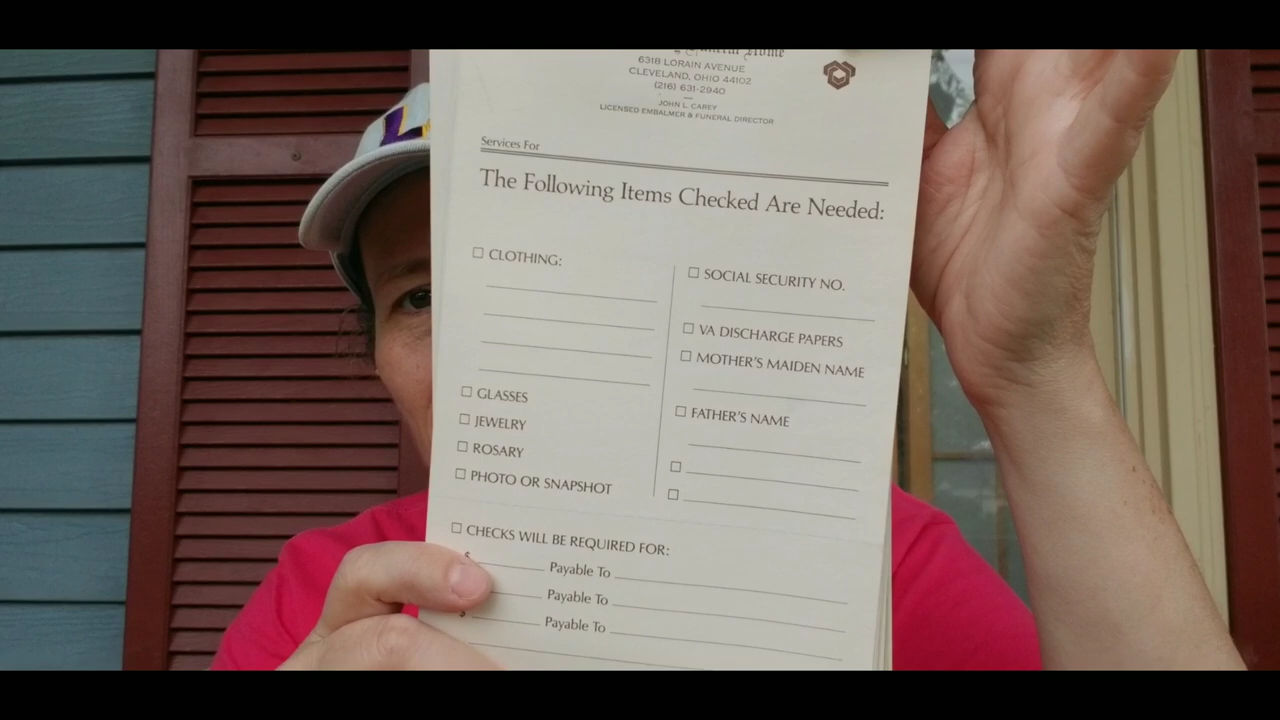 Funeral Home
6318 LORAIN AVENUE
CLEVELAND, OHIO 44102
(216) 631-2940
JOHN L. CAREY
LICENSED EMBALMER & FUNERAL DIRECTOR
Services For
The Following Items Checked Are Needed:
CLOTHING:
GLASSES
JEWELRY
ROSARY
PHOTO OR SNAPSHOT
SOCIAL SECURITY NO.
VA DISCHARGE PAPERS
MOTHER'S MAIDEN NAME
FATHER'S NAME
CHECKS WILL BE REQUIRED FOR:
$ Payable To
Payable To
$ Payable To